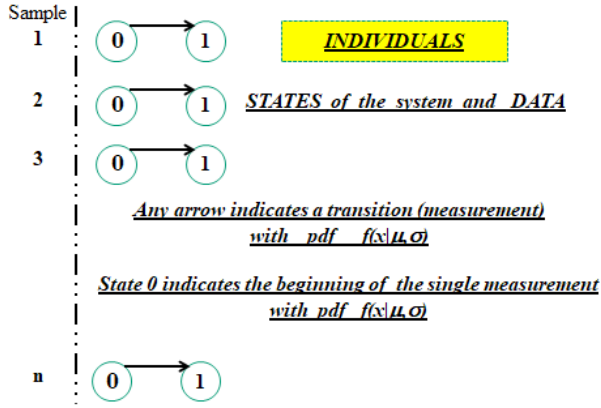 Sample
1 0 1 INDIVIDUALS
2 0 1 STATES of the system and DATA
3 0 1
Any arrow indicates a transition (measurement)
with pdf f(x|μ,σ)
State 0 indicates the beginning of the single measurement
with pdf f(x|μ,σ)
n 0 1